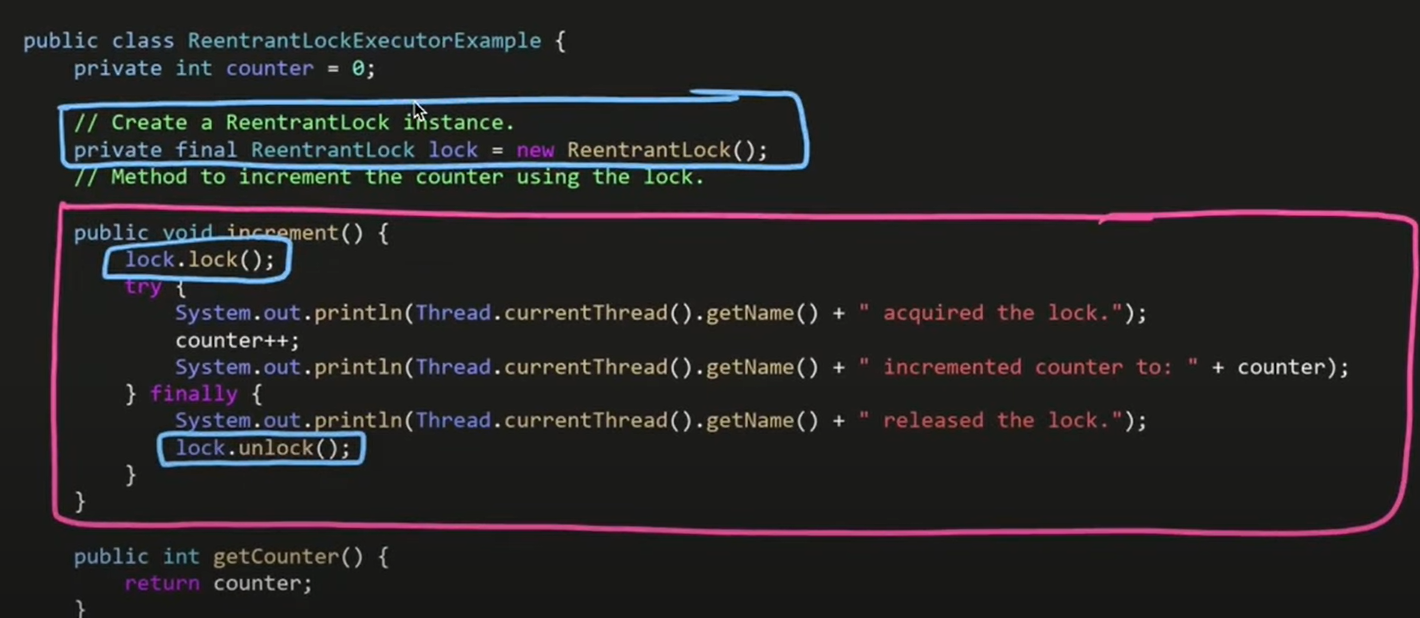 public class ReentrantLockExecutorExample {
private int counter = 0;
// Create a ReentrantLock instance.
private final ReentrantLock lock = new ReentrantLock();
// Method to increment the counter using the lock.
public void increment() {
lock.lock();
try {
System.out.println(Thread.currentThread().getName() + " acquired the lock.");
counter++;
System.out.println(Thread.currentThread().getName() + " incremented counter to: " + counter);
} finally {
System.out.println(Thread.currentThread().getName() + " released the lock.");
lock.unlock();
}
}
public int getCounter() {
return counter;
}